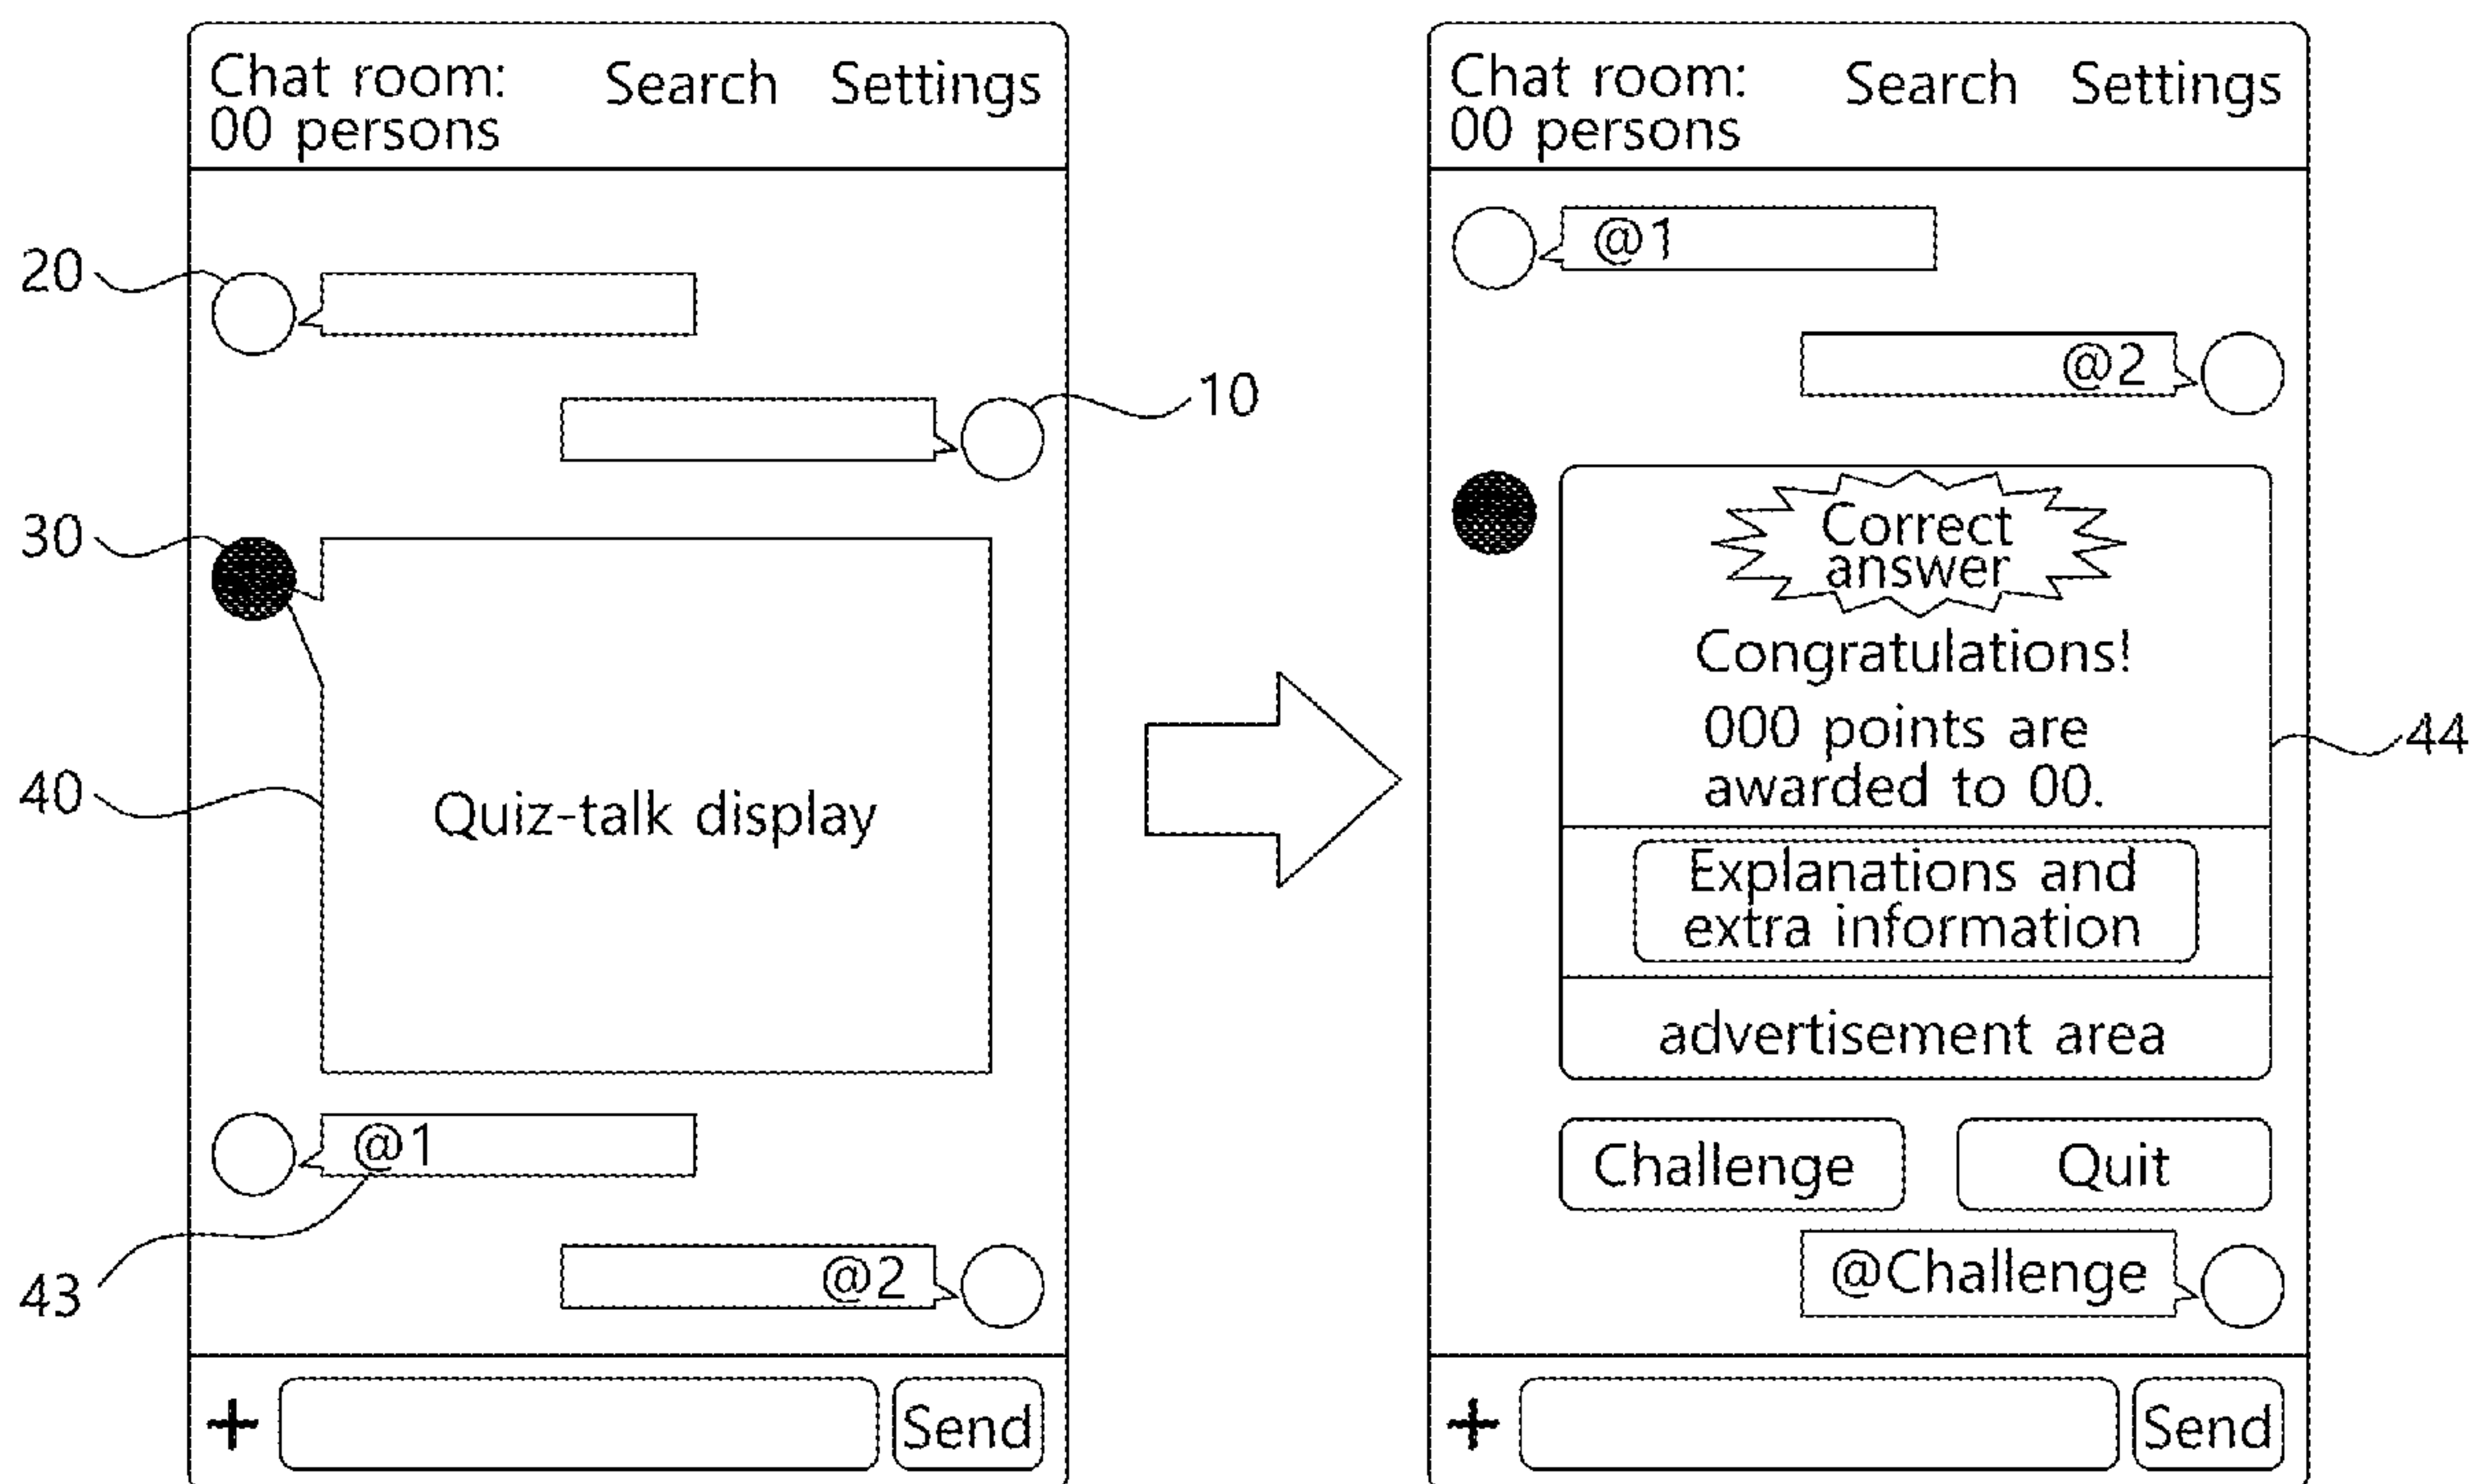 Chat room:
00 persons
Search
Settings
20
10
30
40
Quiz-talk display
@1
43
@2
+
Send
Chat room:
00 persons
Search
Settings
@1
@2
Correct
answer
Congratulations!
000 points are
awarded to 00.
44
Explanations and
extra information
advertisement area
Challenge
Quit
@Challenge
+
Send